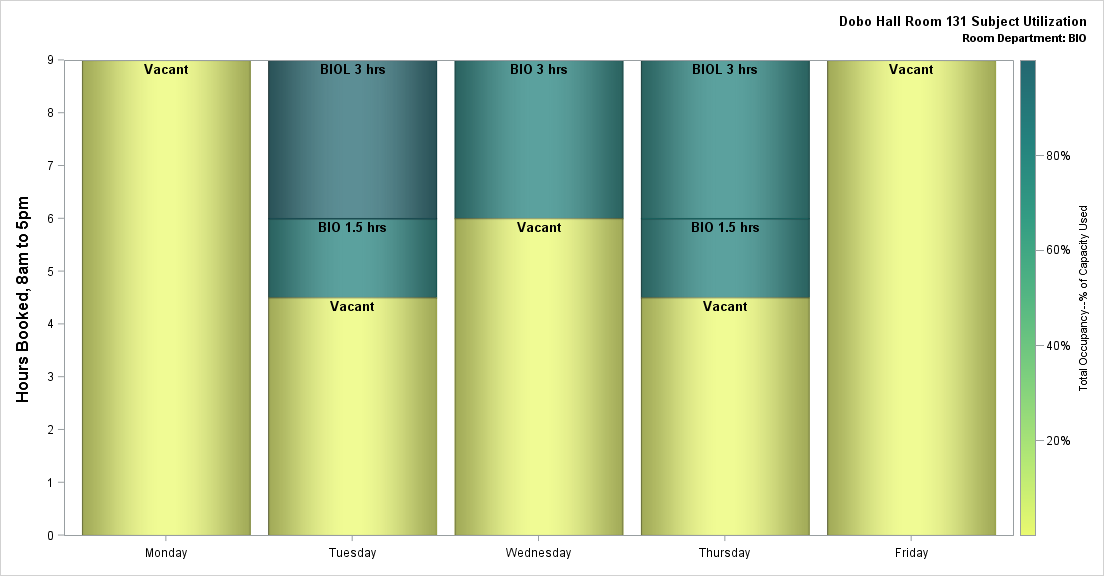 Dobo Hall Room 131 Subject Utilization
Room Department: BIO
Hours Booked, 8am to 5pm
9
8
7
6
5
4
3
2
1
0
Vacant
BIOL 3 hrs
BIO 1.5 hrs
Vacant
BIO 3 hrs
Vacant
BIOL 3 hrs
BIO 1.5 hrs
Vacant
Vacant
Monday
Tuesday
Wednesday
Thursday
Friday
80%
60%
40%
20%
Total Occupancy--% of Capacity Used